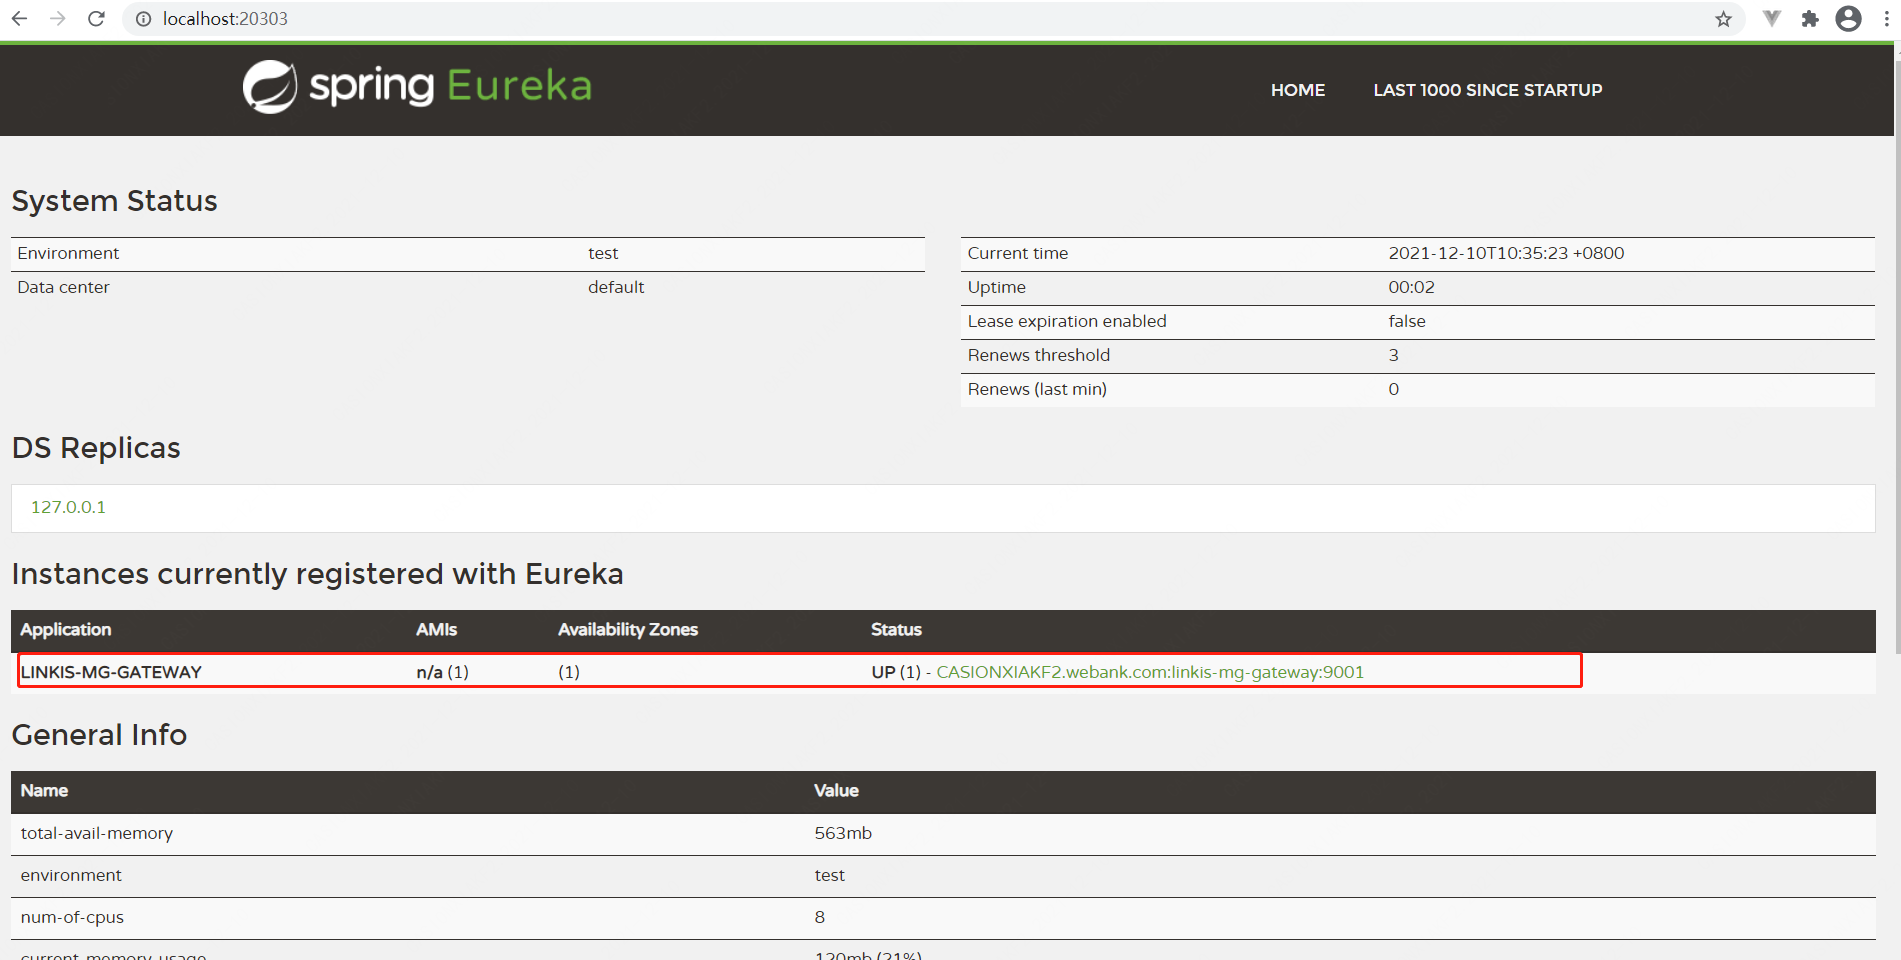 localhost:20303
spring Eureka
HOME LAST 1000 SINCE STARTUP
System Status
Environment test
Data center default
Current time 2021-12-10T10:35:23 +0800
Uptime 00:02
Lease expiration enabled false
Renews threshold 3
Renews (last min) 0
DS Replicas
127.0.0.1
Instances currently registered with Eureka
Application AMIs Availability Zones Status
LINKIS-MG-GATEWAY n/a (1) (1) UP (1) - CASIONXIAKF2.webank.com:linkis-mg-gateway:9001
General Info
Name Value
total-avail-memory 563mb
environment test
num-of-cpus 8
current-memory-usage 120mb (21%)